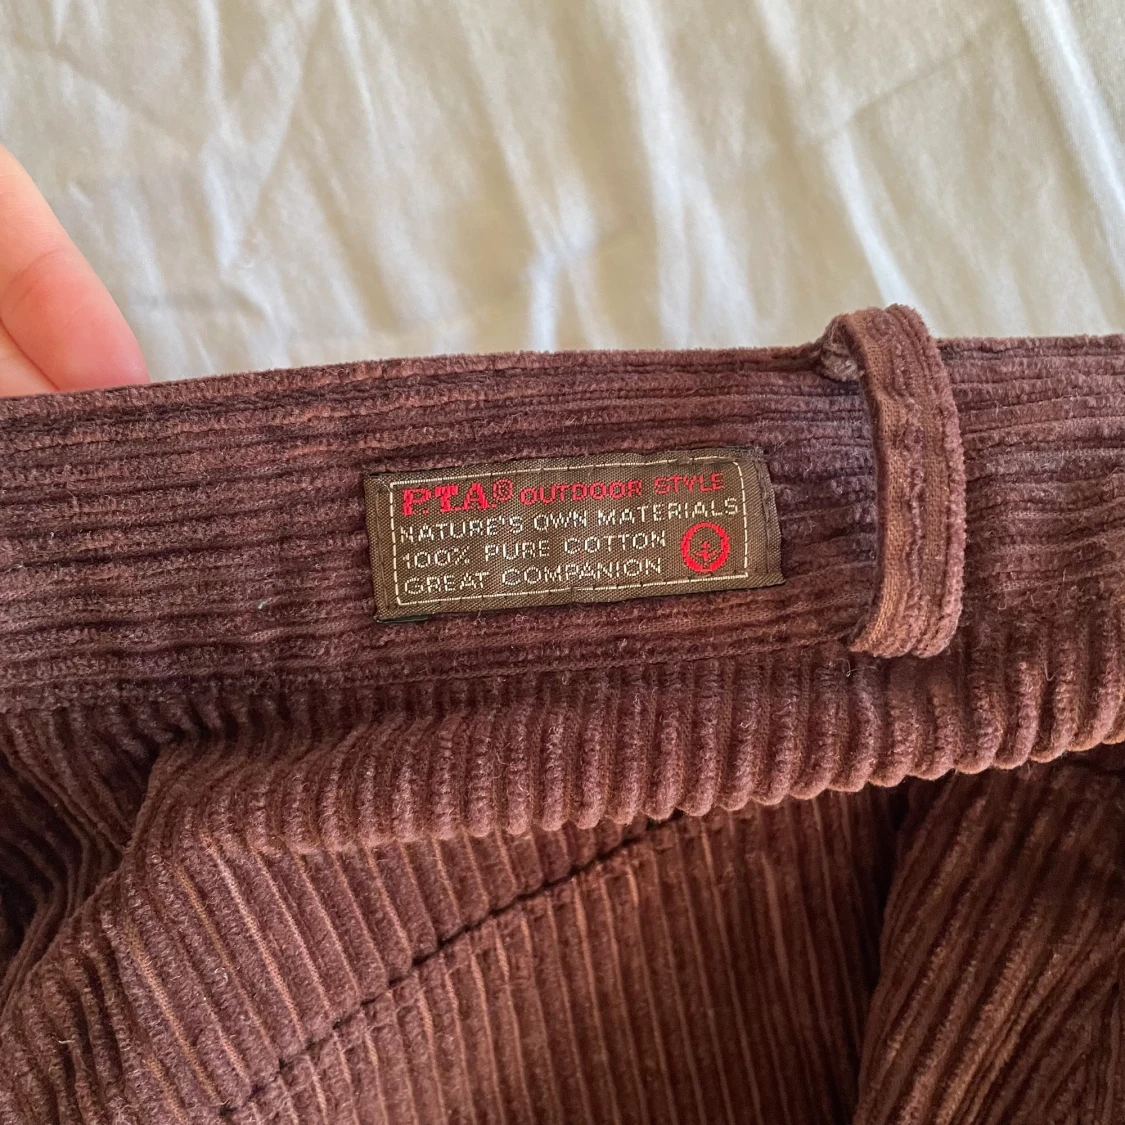 P.T.A.© OUTDOOR STYLE
NATURE'S OWN MATERIALS
100% PURE COTTON
GREAT COMPANION